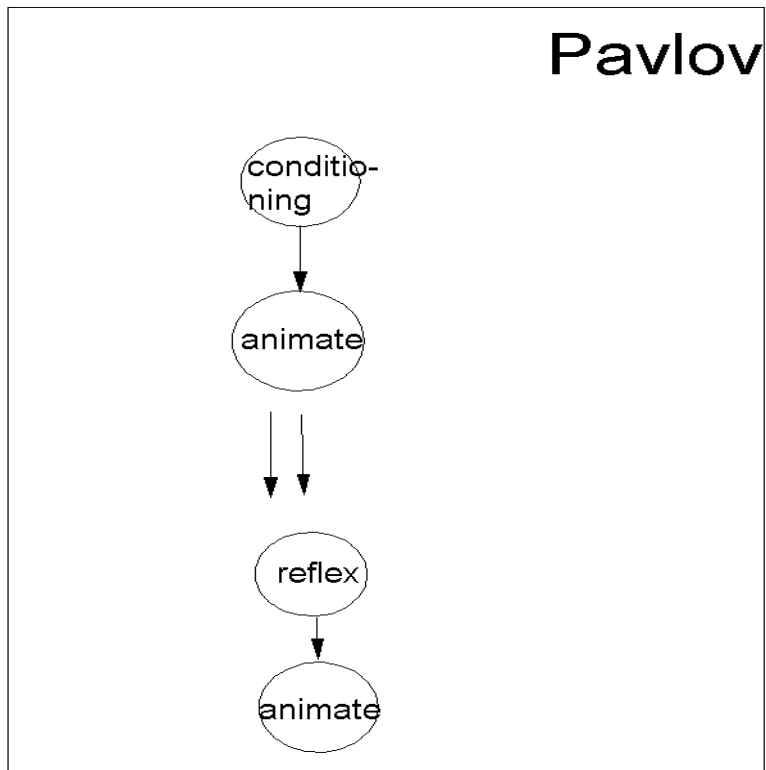 Pavlov
conditio-
ning
animate
reflex
animate